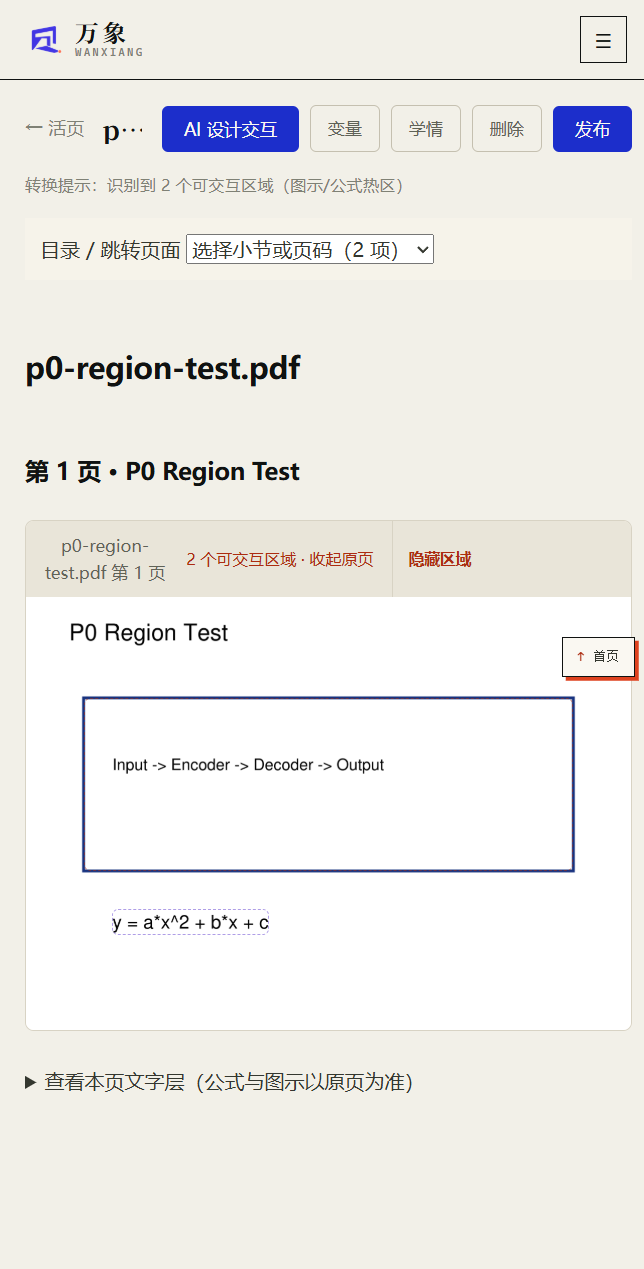 万象
WANXIANG
☰
← 活页 p… AI 设计交互 变量 学情 删除 发布
转换提示：识别到 2 个可交互区域（图示/公式热区）
目录 / 跳转页面 选择小节或页码（2 项）
p0-region-test.pdf
第 1 页 • P0 Region Test
p0-region-
test.pdf 第 1 页
2 个可交互区域 · 收起原页
隐藏区域
P0 Region Test
↑ 首页
Input -> Encoder -> Decoder -> Output
y = a*x^2 + b*x + c
▶ 查看本页文字层（公式与图示以原页为准）